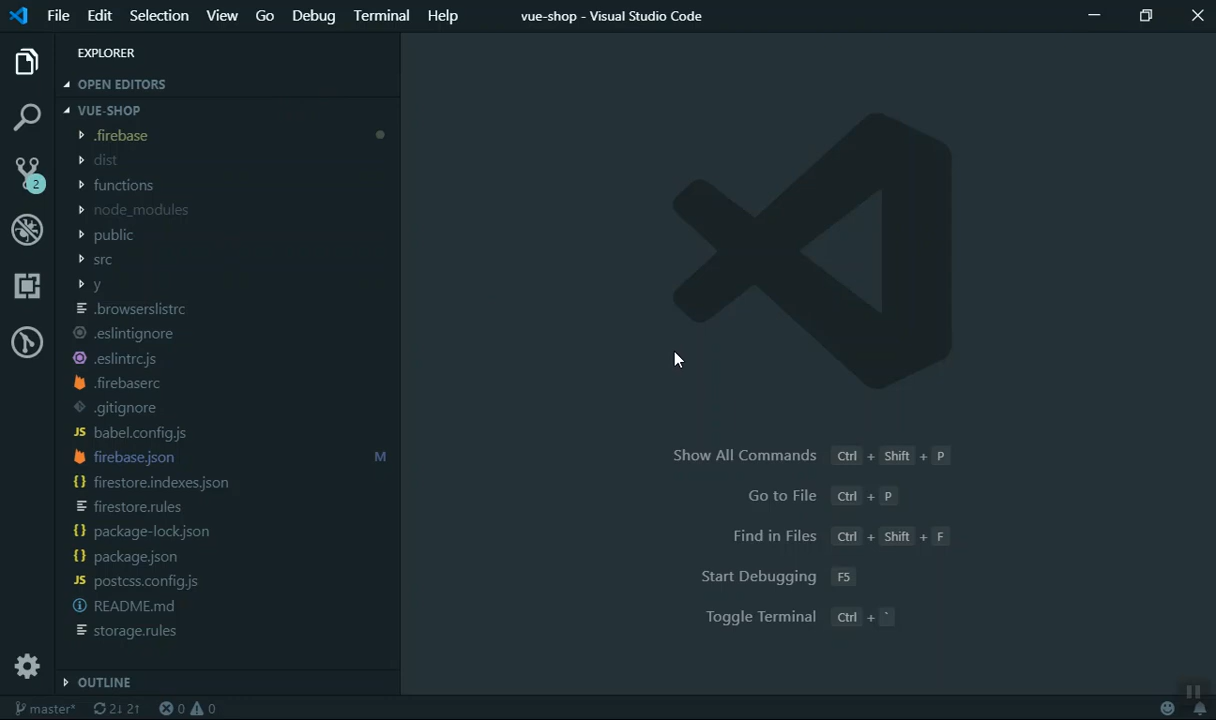 File Edit Selection View Go Debug Terminal Help vue-shop - Visual Studio Code
EXPLORER
OPEN EDITORS
VUE-SHOP
.firebase
dist
functions
node_modules
public
src
y
.browserslistrc
.eslintignore
.eslintrc.js
.firebaserc
.gitignore
JS babel.config.js
firebase.json M
{} firestore.indexes.json
firestore.rules
{} package-lock.json
{} package.json
JS postcss.config.js
README.md
storage.rules
OUTLINE
2
Show All Commands Ctrl + Shift + P
Go to File Ctrl + P
Find in Files Ctrl + Shift + F
Start Debugging F5
Toggle Terminal Ctrl + `
master* 2↓ 2↑ 0 0